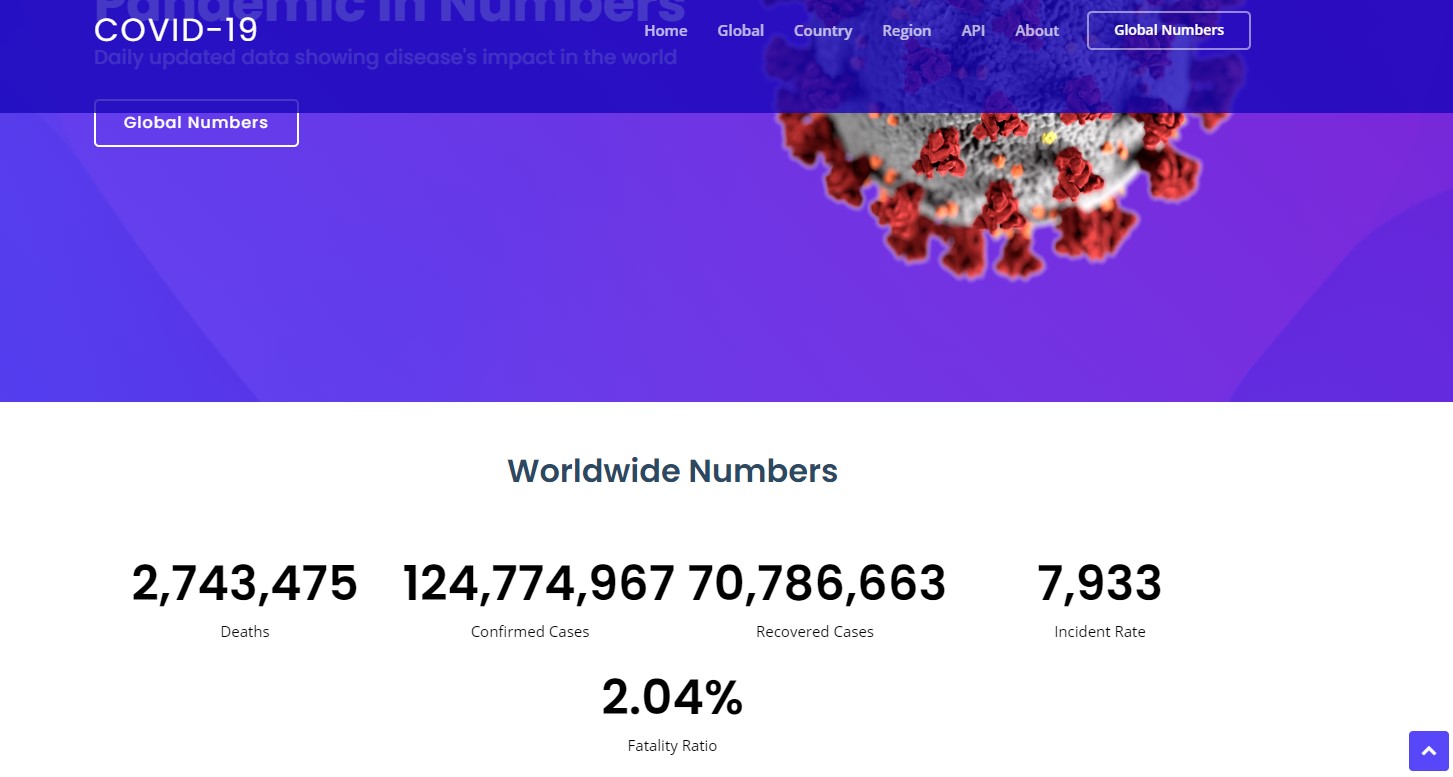 Pandemic in Numbers
COVID-19
Home Global Country Region API About Global Numbers
Daily updated data showing disease's impact in the world
Global Numbers
Worldwide Numbers
2,743,475 124,774,967 70,786,663 7,933
Deaths Confirmed Cases Recovered Cases Incident Rate
2.04%
Fatality Ratio